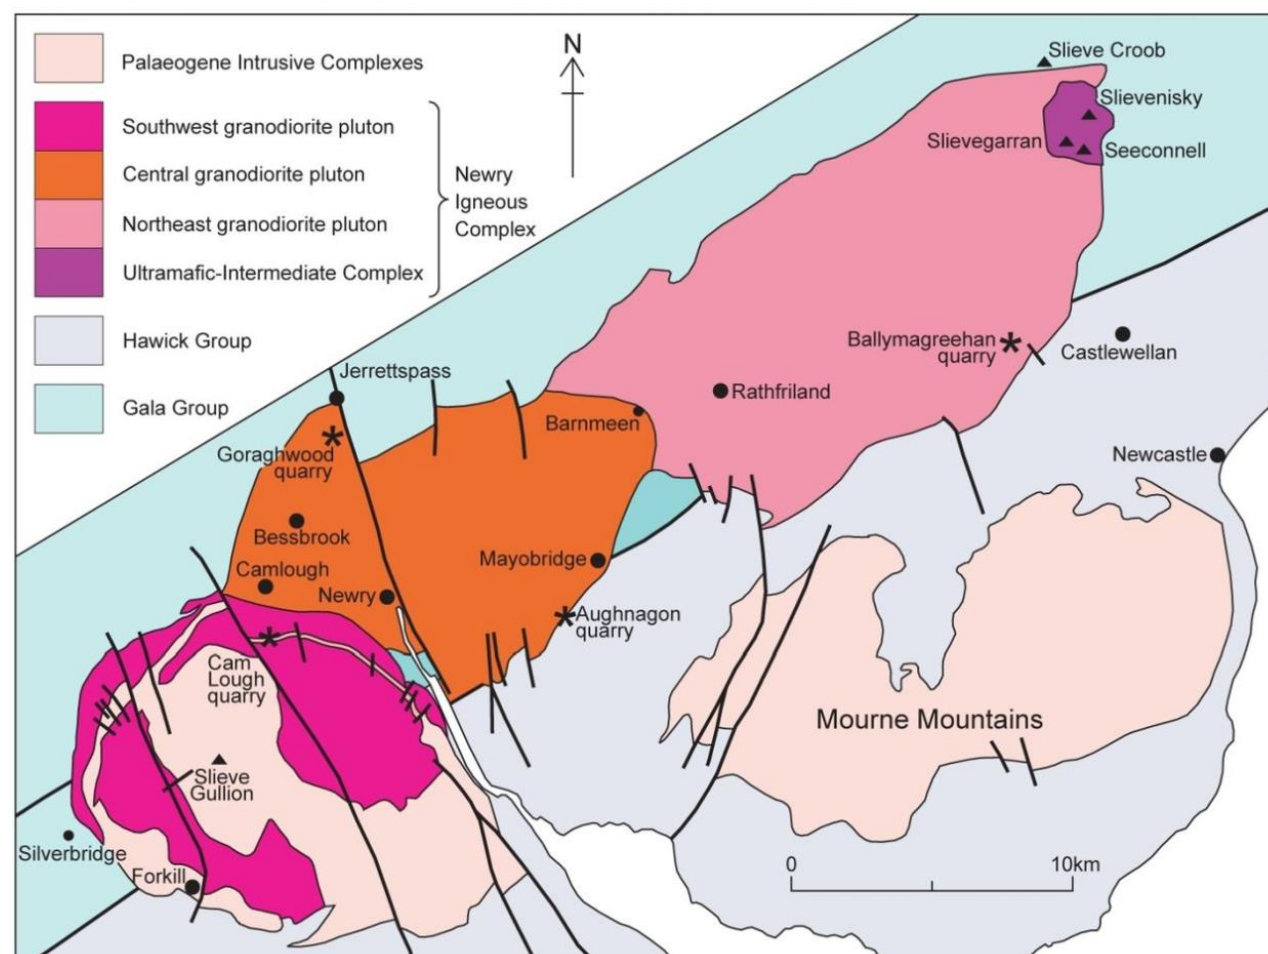 Palaeogene Intrusive Complexes
Southwest granodiorite pluton
Central granodiorite pluton
Northeast granodiorite pluton
Ultramafic-Intermediate Complex
Newry
Igneous
Complex
Hawick Group
Gala Group
N
Slieve Croob
Slievenisky
Slievegarran
Seeconnell
Ballymagreehan
quarry
Castlewellan
Jerrettspass
Rathfriland
Barnmeen
Goraghwood
quarry
Newcastle
Bessbrook
Mayobridge
Camlough
Newry
Aughnagon
quarry
Cam
Lough
quarry
Mourne Mountains
Slieve
Gullion
Silverbridge
Forkill
0
10km